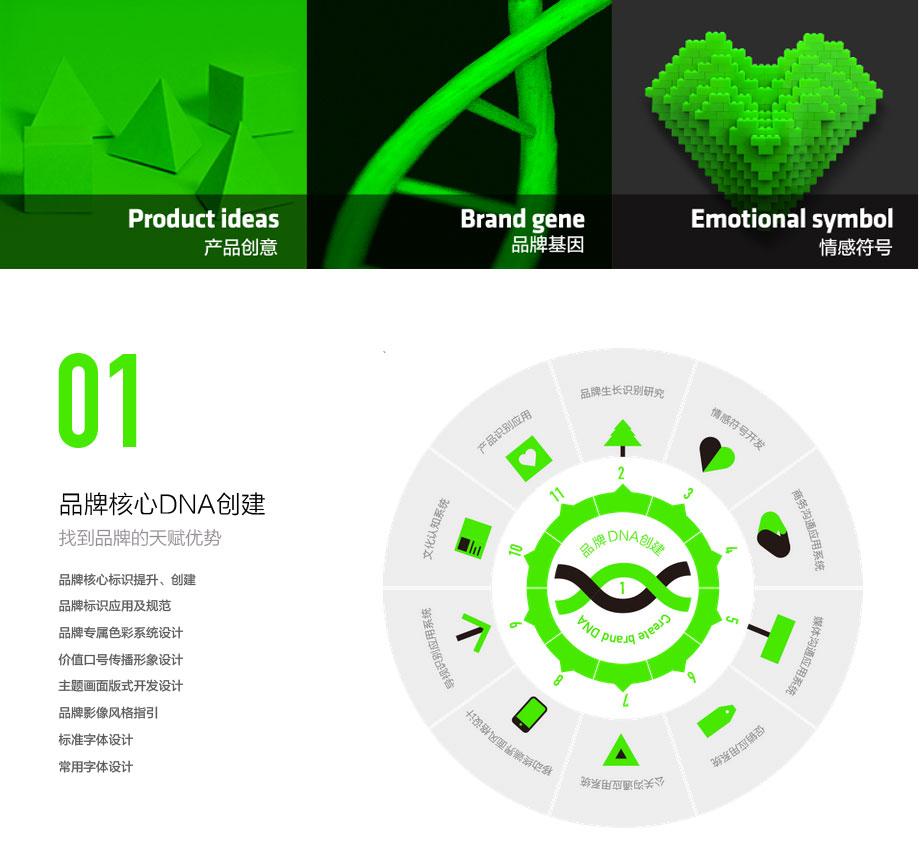 Product ideas
产品创意
Brand gene
品牌基因
Emotional symbol
情感符号
01
品牌核心DNA创建
找到品牌的天赋优势
品牌核心标识提升、创建
品牌标识应用及规范
品牌专属色彩系统设计
价值口号传播形象设计
主题画面版式开发设计
品牌影像风格指引
标准字体设计
常用字体设计
品牌DNA创建
1
Create brand DNA
2
品牌生长识别研究
3
情感符号开发
4
商务沟通应用系统
5
媒体沟通应用系统
6
促销应用系统
7
公关沟通应用系统
8
移动终端界面风格设计
9
导视识别应用系统
10
文化认知系统
11
产品识别应用